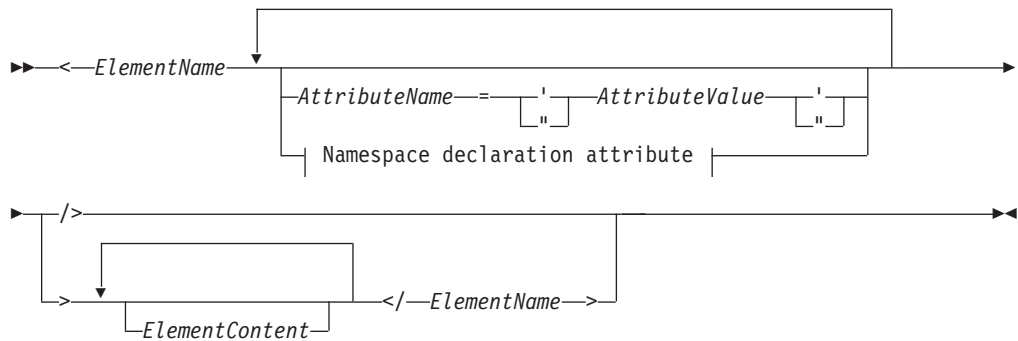 < ElementName
AttributeName = ' AttributeValue '
" "
Namespace declaration attribute
/>
> </ ElementName >
ElementContent